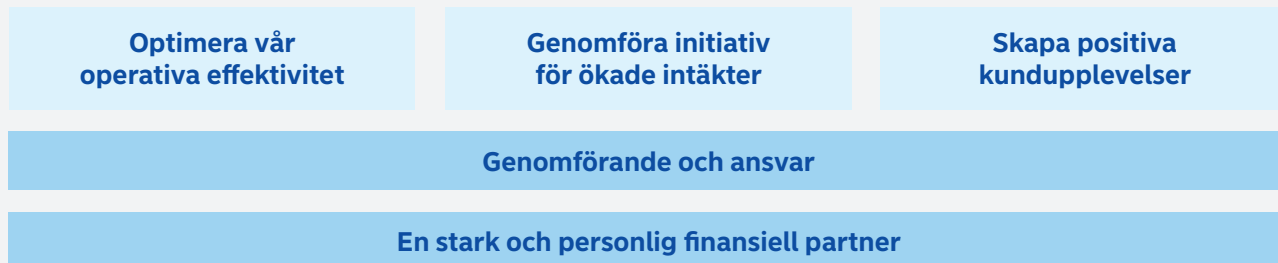 Optimera vår
operativa effektivitet
Genomföra initiativ
för ökade intäkter
Skapa positiva
kundupplevelser
Genomförande och ansvar
En stark och personlig finansiell partner